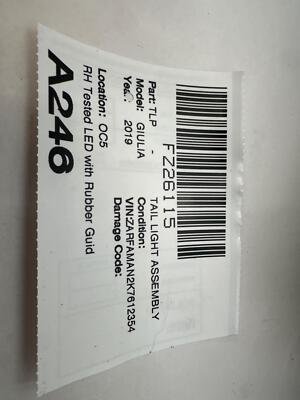 FZ26115
Part: TLP - TAIL LIGHT ASSEMBLY
Model: GIULIA Condition:
Year: 2019 VIN:ZARFAMAN2K7612354
Damage Code:
Location: OC5
RH Tested LED with Rubber Guid
A246